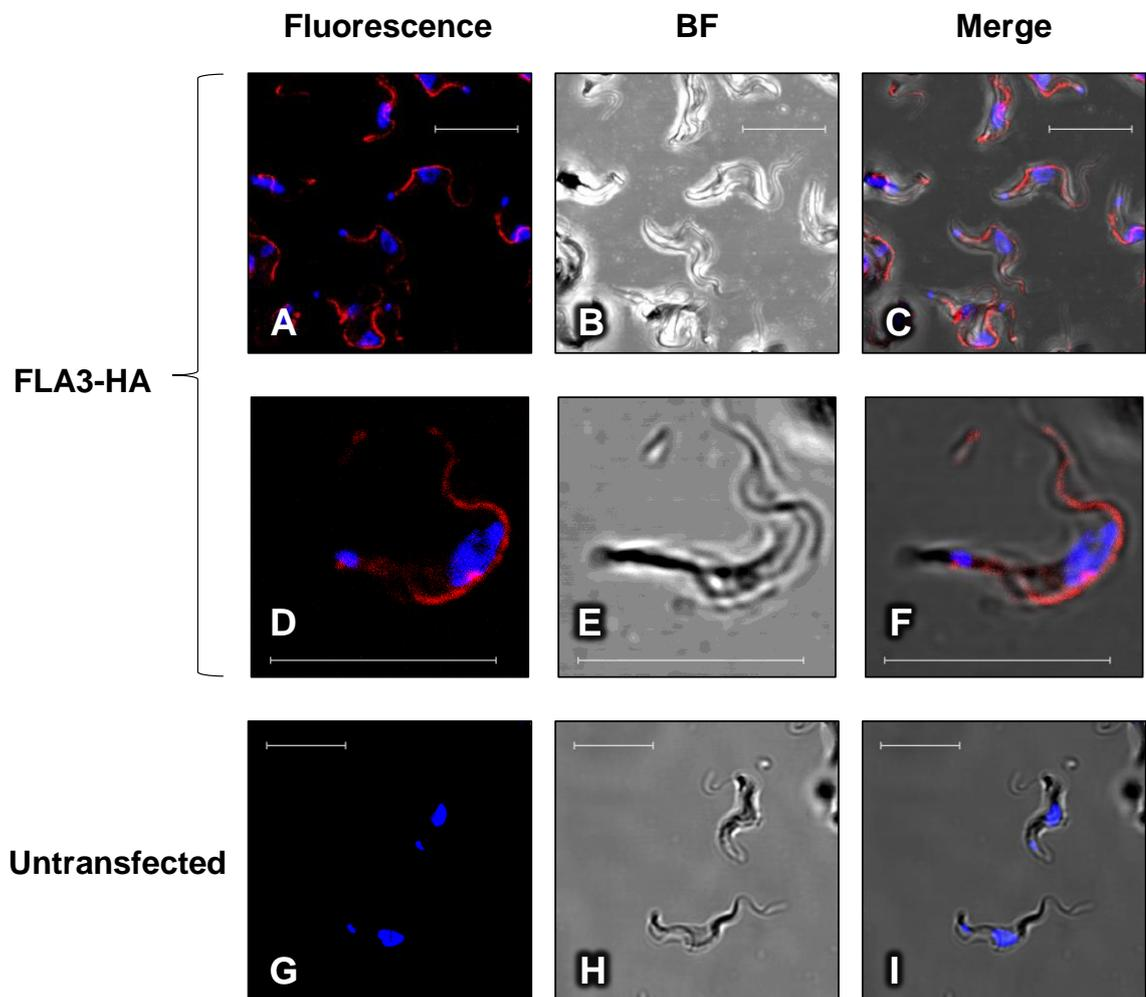 Fluorescence BF Merge
A B C
FLA3-HA
D E F
Untransfected
G H I